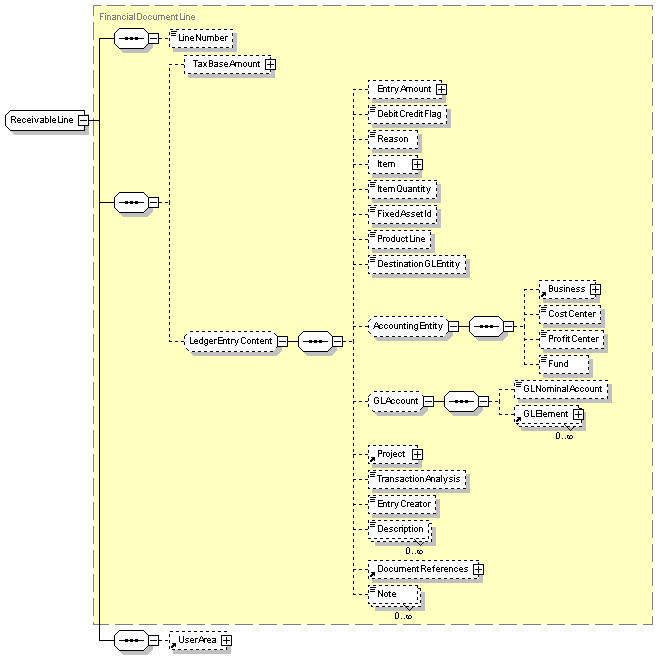 FinancialDocumentLine
LineNumber
TaxBaseAmount
EntryAmount
ReceivableLine
DebitCreditFlag
Reason
Item
ItemQuantity
FixedAssetId
ProductLine
DestinationGLEntity
Business
CostCenter
AccountingEntity
LedgerEntryContent
ProfitCenter
Fund
GLNominalAccount
GLAccount
GLElement
0..∞
Project
TransactionAnalysis
EntryCreator
Description
0..∞
DocumentReferences
Note
0..∞
UserArea